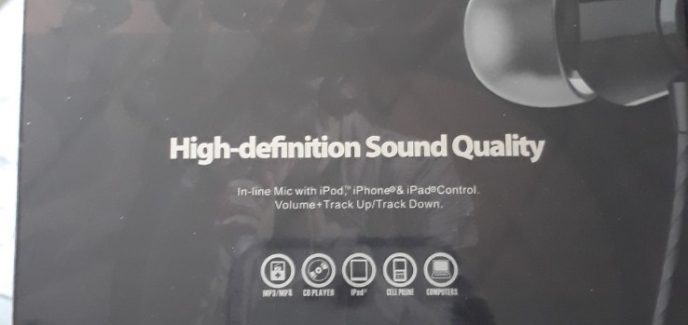 High-definition Sound Quality
In-line Mic with iPod,™ iPhone® & iPad® Control.
Volume+Track Up/Track Down.
MP3/MP4 CD PLAYER iPad® CELL PHONE COMPUTERS